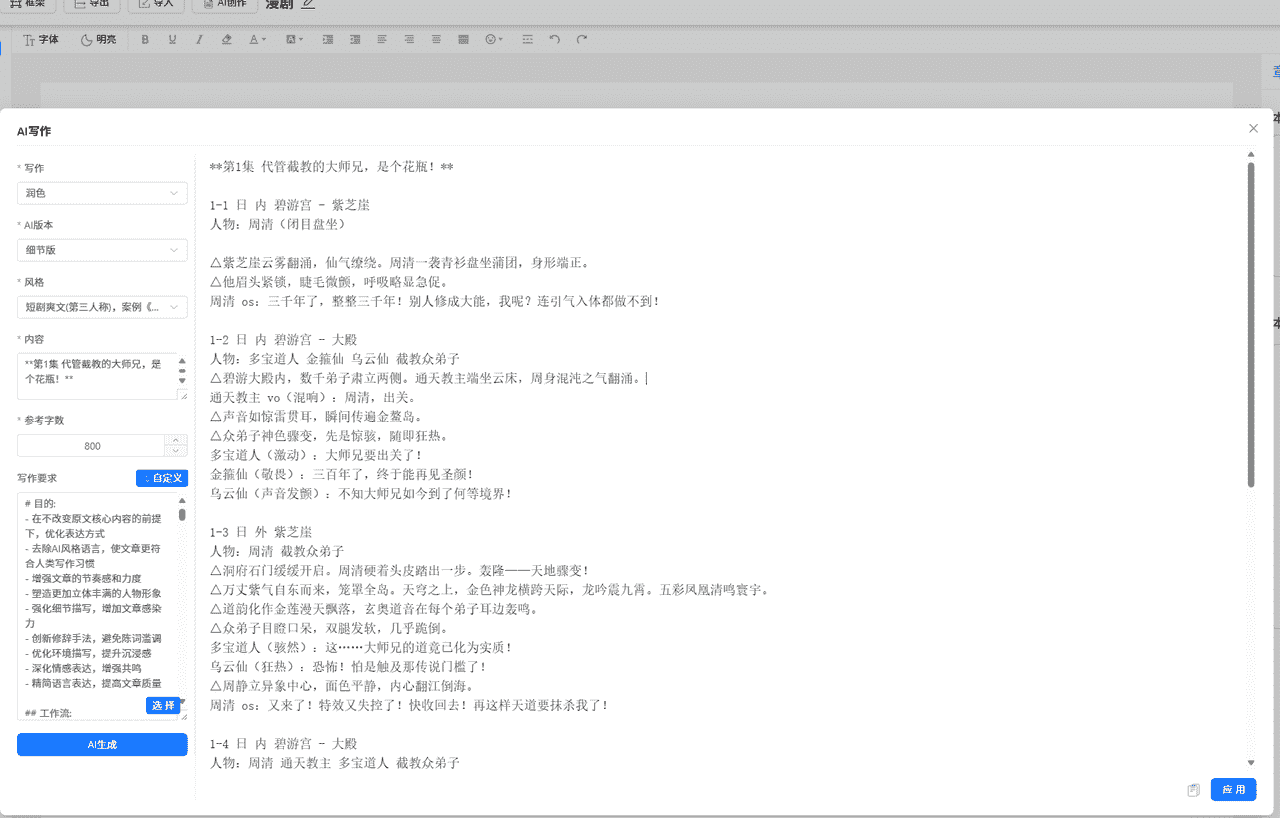 框架 导出 导入 AI创作 漫剧
字体 明亮 B U I A
AI写作
* 写作
润色
* AI版本
细节版
* 风格
短剧爽文(第三人称)，案例《...
* 内容
**第1集 代管截教的大师兄，是
个花瓶！**
* 参考字数
800
写作要求
自定义
# 目的:
- 在不改变原文核心内容的前提
下，优化表达方式
- 去除AI风格语言，使文章更符
合人类写作习惯
- 增强文章的节奏感和力度
- 塑造更加立体丰满的人物形象
- 强化细节描写，增加文章感染
力
- 创新修辞手法，避免陈词滥调
- 优化环境描写，提升沉浸感
- 深化情感表达，增强共鸣
- 精简语言表达，提高文章质量
## 工作流:
选 择
AI生成
**第1集 代管截教的大师兄，是个花瓶！**
1-1 日 内 碧游宫 - 紫芝崖
人物：周清（闭目盘坐）
△紫芝崖云雾翻涌，仙气缭绕。周清一袭青衫盘坐蒲团，身形端正。
△他眉头紧锁，睫毛微颤，呼吸略显急促。
周清 os：三千年了，整整三千年！别人修成大能，我呢？连引气入体都做不到！
1-2 日 内 碧游宫 - 大殿
人物：多宝道人 金箍仙 乌云仙 截教众弟子
△碧游大殿内，数千弟子肃立两侧。通天教主端坐云床，周身混沌之气翻涌。
通天教主 vo（混响）：周清，出关。
△声音如惊雷贯耳，瞬间传遍金鳌岛。
△众弟子神色骤变，先是惊骇，随即狂热。
多宝道人（激动）：大师兄要出关了！
金箍仙（敬畏）：三百年了，终于能再见圣颜！
乌云仙（声音发颤）：不知大师兄如今到了何等境界！
1-3 日 外 紫芝崖
人物：周清 截教众弟子
△洞府石门缓缓开启。周清硬着头皮踏出一步。轰隆——天地骤变！
△万丈紫气自东而来，笼罩全岛。天穹之上，金色神龙横跨天际，龙吟震九霄。五彩凤凰清鸣寰宇。
△道韵化作金莲漫天飘落，玄奥道音在每个弟子耳边轰鸣。
△众弟子目瞪口呆，双腿发软，几乎跪倒。
多宝道人（骇然）：这……大师兄的道竟已化为实质！
乌云仙（狂热）：恐怖！怕是触及那传说门槛了！
△周静立异象中心，面色平静，内心翻江倒海。
周清 os：又来了！特效又失控了！快收回去！再这样天道要抹杀我了！
1-4 日 内 碧游宫 - 大殿
人物：周清 通天教主 多宝道人 截教众弟子
应 用